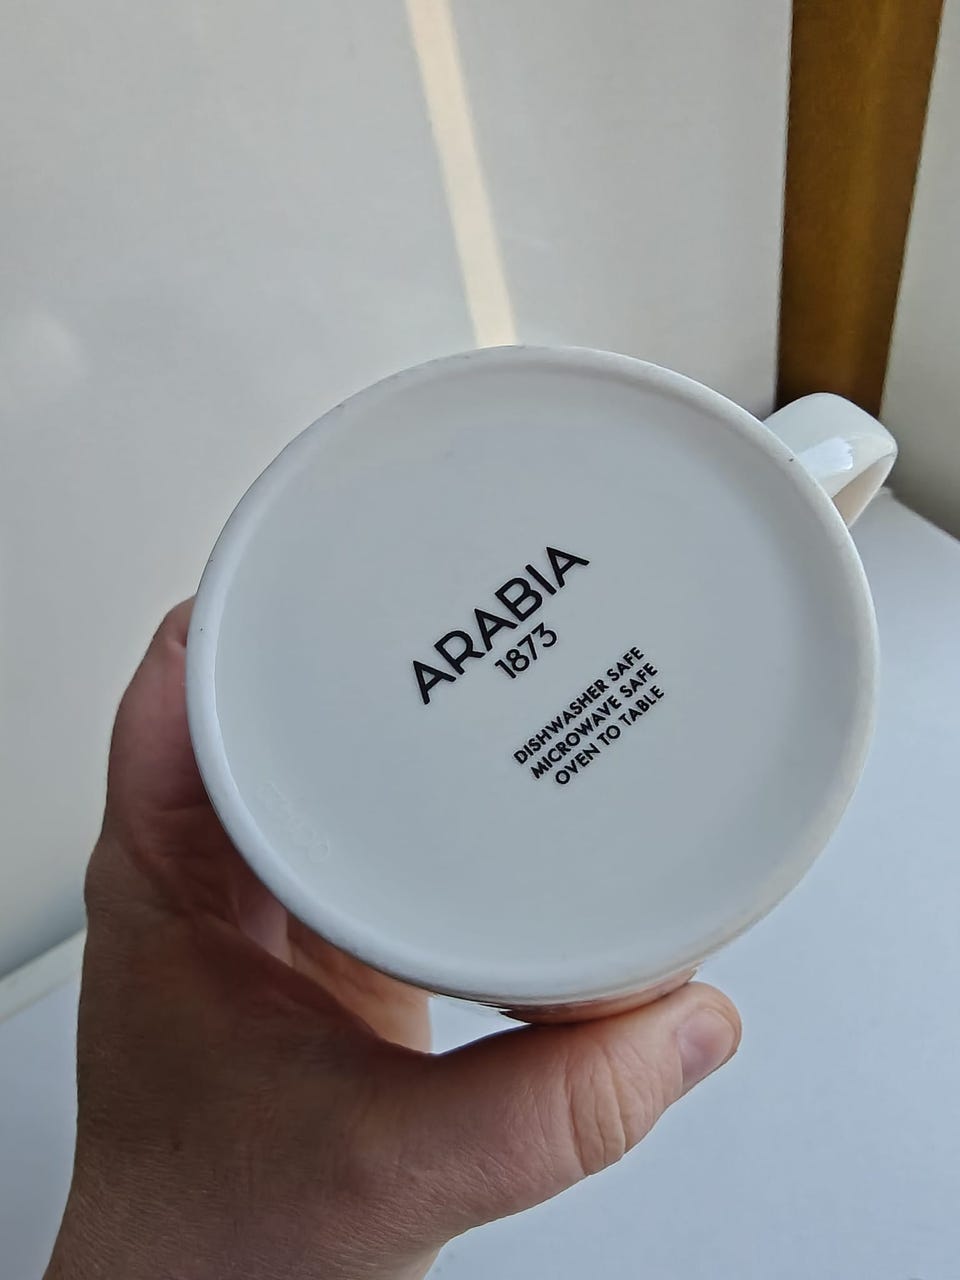 ARABIA
1873
DISHWASHER SAFE
MICROWAVE SAFE
OVEN TO TABLE